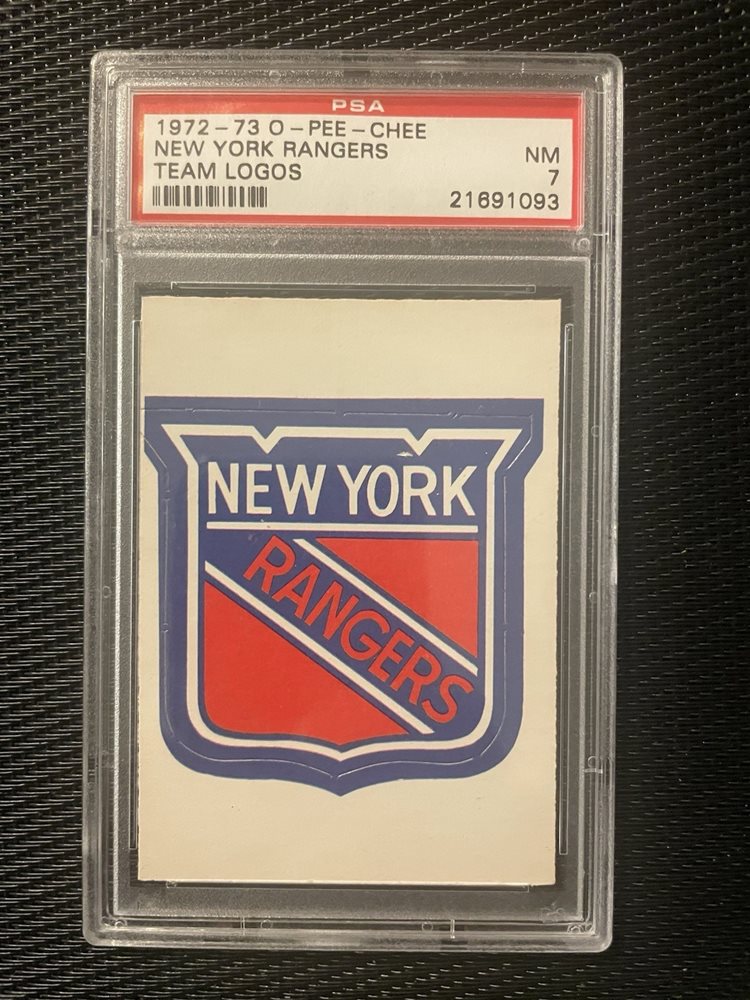 PSA
1972-73 O-PEE-CHEE
NEW YORK RANGERS
NM
TEAM LOGOS
7
21691093
NEW YORK
RANGERS